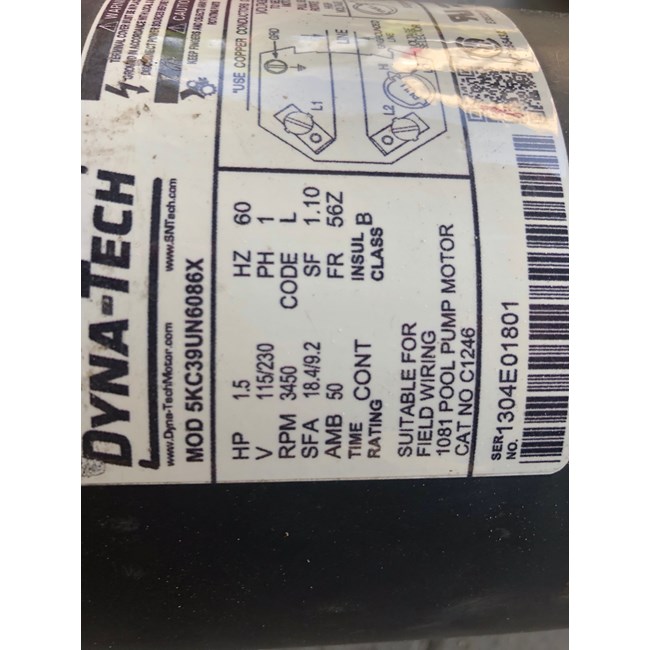 DYNA-TECH
www.Dyna-TechMotor.com www.SNTech.com
MOD 5KC39UN6086X
HP 1.5 HZ 60
V 115/230 PH 1
RPM 3450 CODE L
SFA 18.4/9.2 SF 1.10
AMB 50 FR 56Z
TIME RATING CONT INSUL CLASS B
SUITABLE FOR
FIELD WIRING
1081 POOL PUMP MOTOR
CAT NO C1246
SER NO. 1304E01801
"USE COPPER CONDUCTOR
GRD
L1
LINE
L2
KEEP FINGERS AND